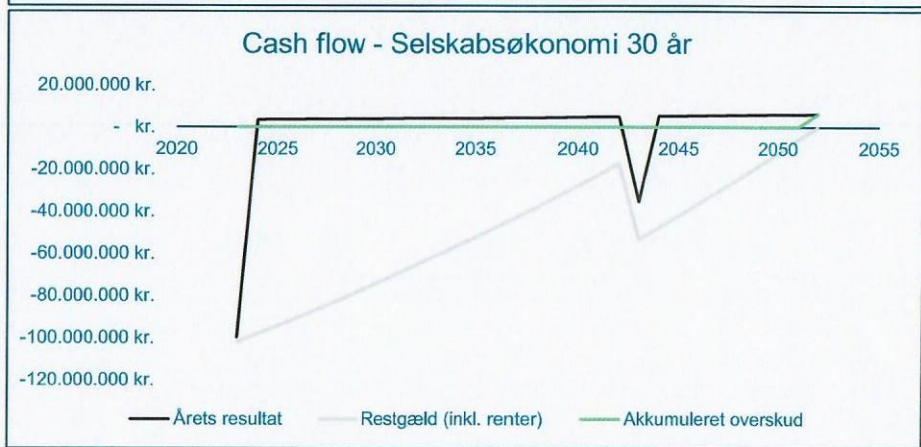 Cash flow - Selskabsøkonomi 30 år
20.000.000 kr.
- kr.
2020 2025 2030 2035 2040 2045 2050 2055
-20.000.000 kr.
-40.000.000 kr.
-60.000.000 kr.
-80.000.000 kr.
-100.000.000 kr.
-120.000.000 kr.
Årets resultat Restgæld (inkl. renter) Akkumuleret overskud